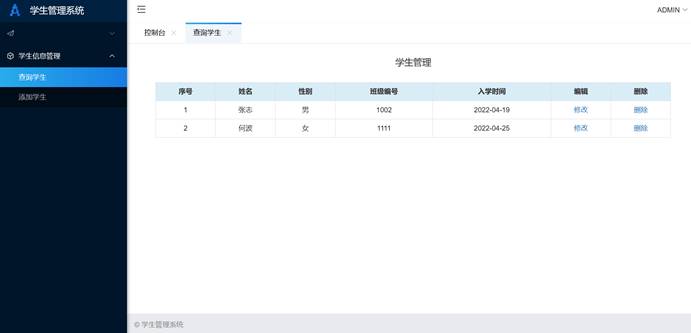 学生管理系统
ADMIN
学生信息管理
查询学生
添加学生
控制台 查询学生
学生管理
序号 姓名 性别 班级编号 入学时间 编辑 删除
1 张志 男 1002 2022-04-19 修改 删除
2 何波 女 1111 2022-04-25 修改 删除
© 学生管理系统